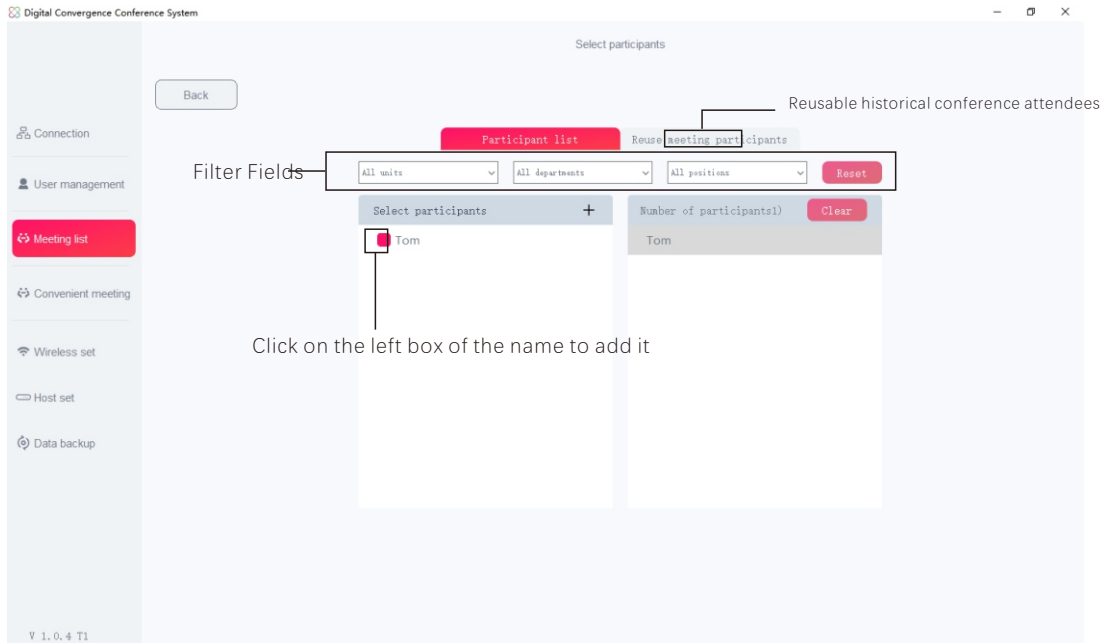 Digital Convergence Conference System
Select participants
Back
Reusable historical conference attendees
Connection
Participant list
Reuse meeting participants
Filter Fields
All units
All departments
All positions
Reset
User management
Select participants +
Number of participants1)
Clear
Meeting list
Tom
Tom
Convenient meeting
Click on the left box of the name to add it
Wireless set
Host set
Data backup
V 1.0.4 T1